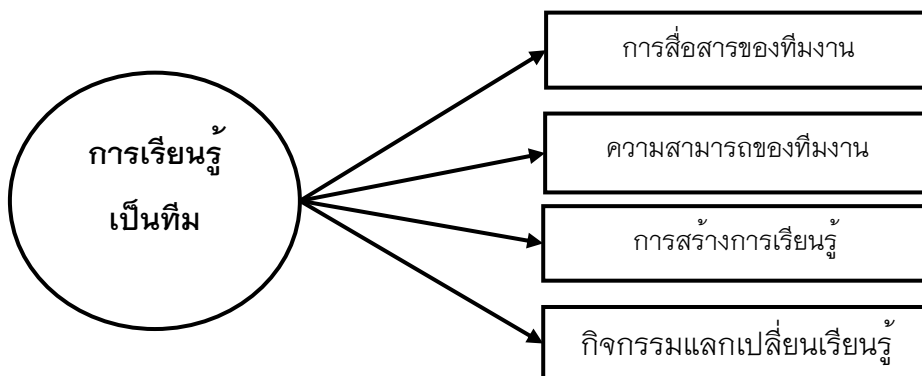 การเรียนรู้
เป็นทีม
การสื่อสารของทีมงาน
ความสามารถของทีมงาน
การสร้างการเรียนรู้
กิจกรรมแลกเปลี่ยนเรียนรู้